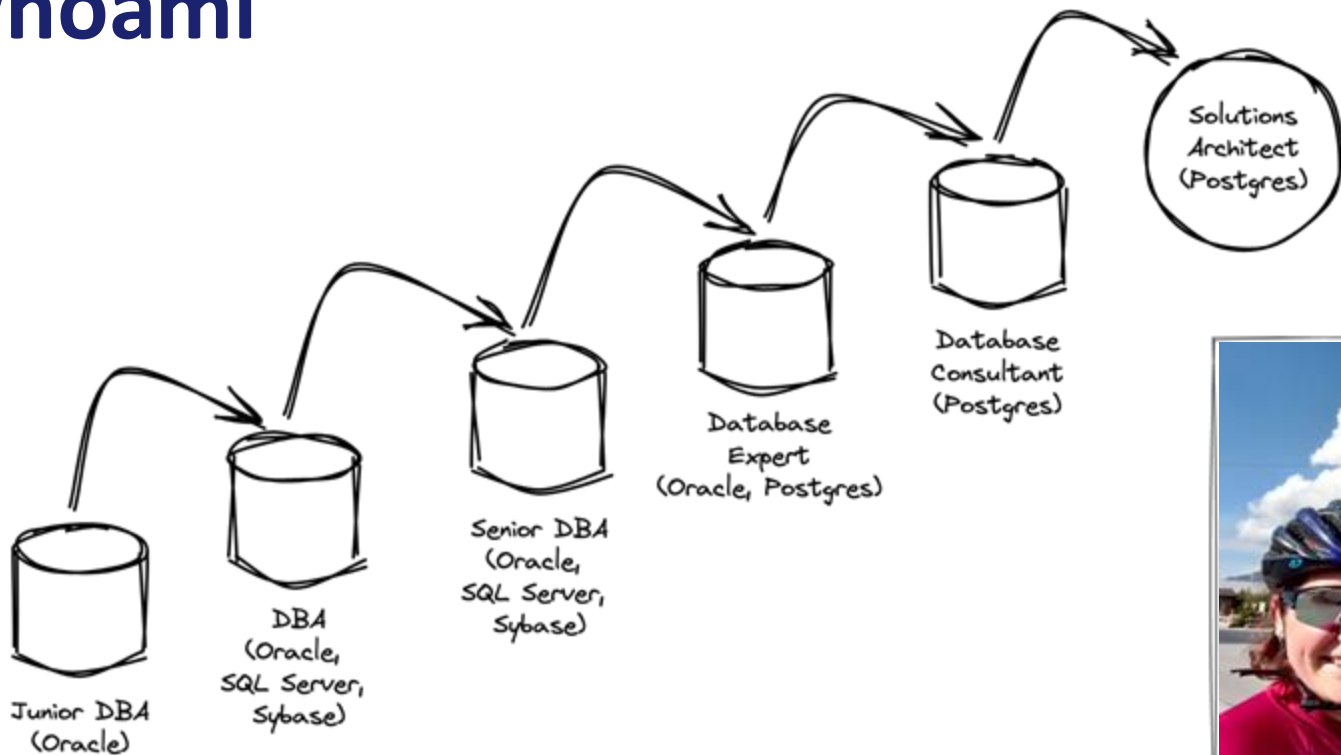 Junior DBA
(Oracle)
DBA
(Oracle,
SQL Server,
Sybase)
Senior DBA
(Oracle,
SQL Server,
Sybase)
Database
Expert
(Oracle, Postgres)
Database
Consultant
(Postgres)
Solutions
Architect
(Postgres)